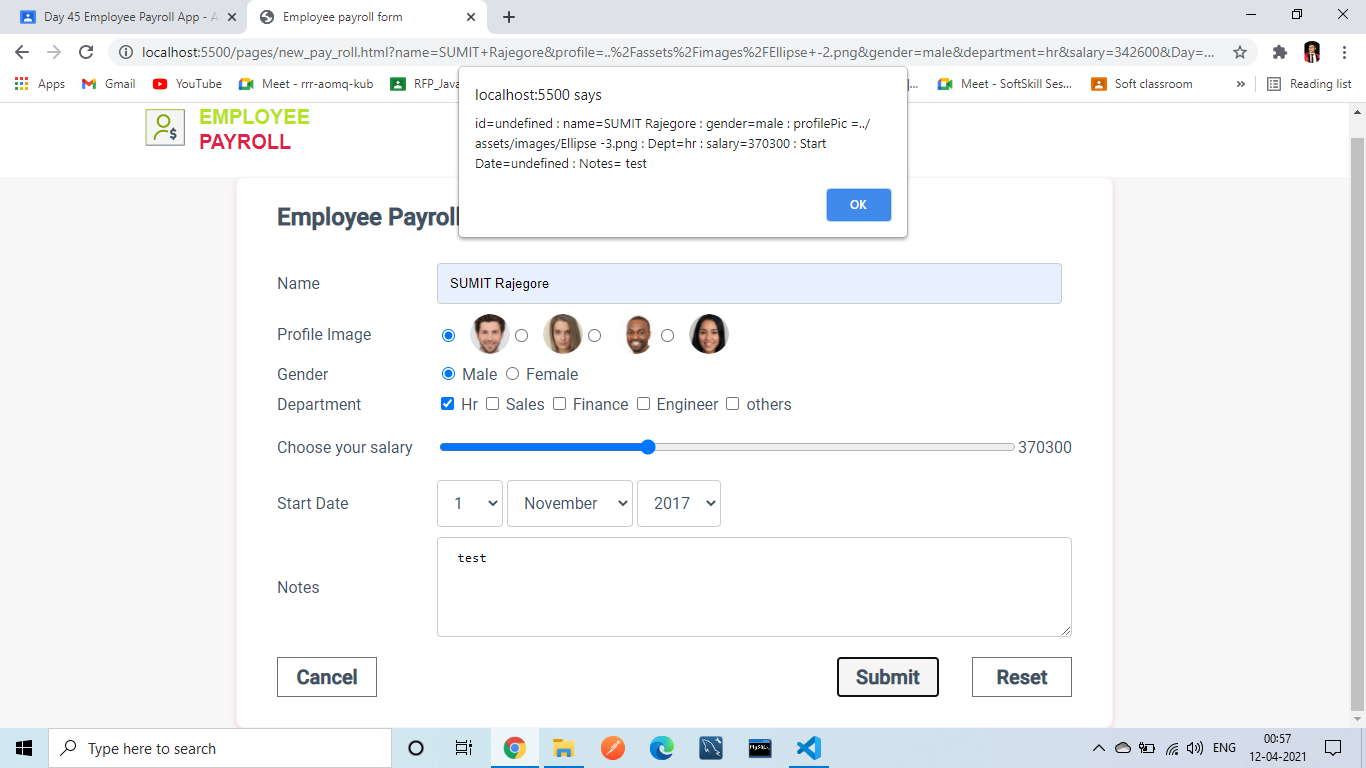 Day 45 Employee Payroll App - A
Employee payroll form
localhost:5500/pages/new_pay_roll.html?name=SUMIT+Rajegore&profile=..%2Fassets%2Fimages%2FEllipse+-2.png&gender=male&department=hr&salary=342600&Day=...
Apps
Gmail
YouTube
Meet - rrr-aomq-kub
RFP_Java
...
Meet - SoftSkill Ses...
Soft classroom
»
Reading list
localhost:5500 says
id=undefined : name=SUMIT Rajegore : gender=male : profilePic =../
assets/images/Ellipse -3.png : Dept=hr : salary=370300 : Start
Date=undefined : Notes= test
OK
EMPLOYEE
PAYROLL
Employee Payroll
Name
SUMIT Rajegore
Profile Image
Gender
Male
Female
Department
Hr
Sales
Finance
Engineer
others
Choose your salary
370300
Start Date
1
November
2017
Notes
test
Cancel
Submit
Reset
Type here to search
MySQL
ENG
00:57
12-04-2021